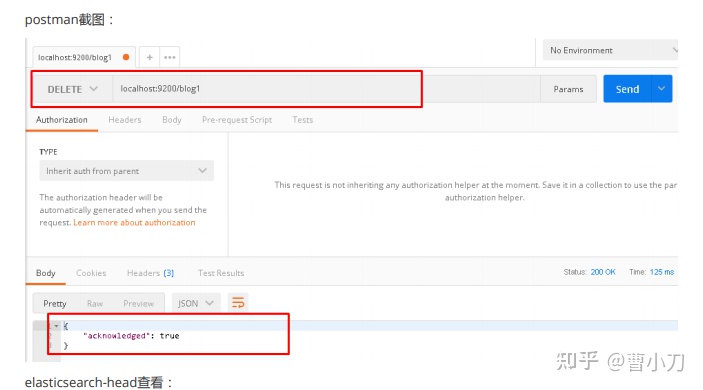 postman截图：
localhost:9200/blog1
+
•••
No Environment
DELETE
localhost:9200/blog1
Params
Send
Authorization
Headers
Body
Pre-request Script
Tests
TYPE
Inherit auth from parent
The authorization header will be
automatically generated when you send the
request. Learn more about authorization
This request is not inheriting any authorization helper at the moment. Save it in a collection to use the par
authorization helper.
Body
Cookies
Headers (3)
Test Results
Status: 200 OK
Time: 125 ms
Pretty
Raw
Preview
JSON
1 {
2 "acknowledged": true
3 }
知乎 @曹小刀
elasticsearch-head查看：